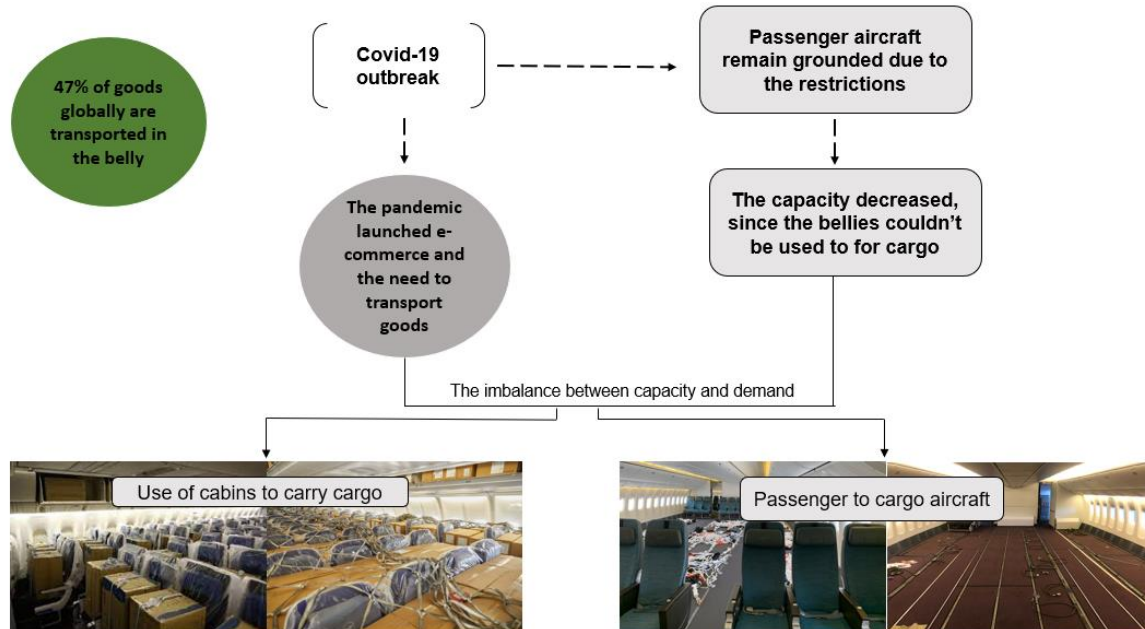 47% of goods
globally are
transported in
the belly
Covid-19
outbreak
Passenger aircraft
remain grounded due to
the restrictions
The pandemic
launched e-
commerce and
the need to
transport
goods
The capacity decreased,
since the bellies couldn’t
be used to for cargo
The imbalance between capacity and demand
Use of cabins to carry cargo
Passenger to cargo aircraft